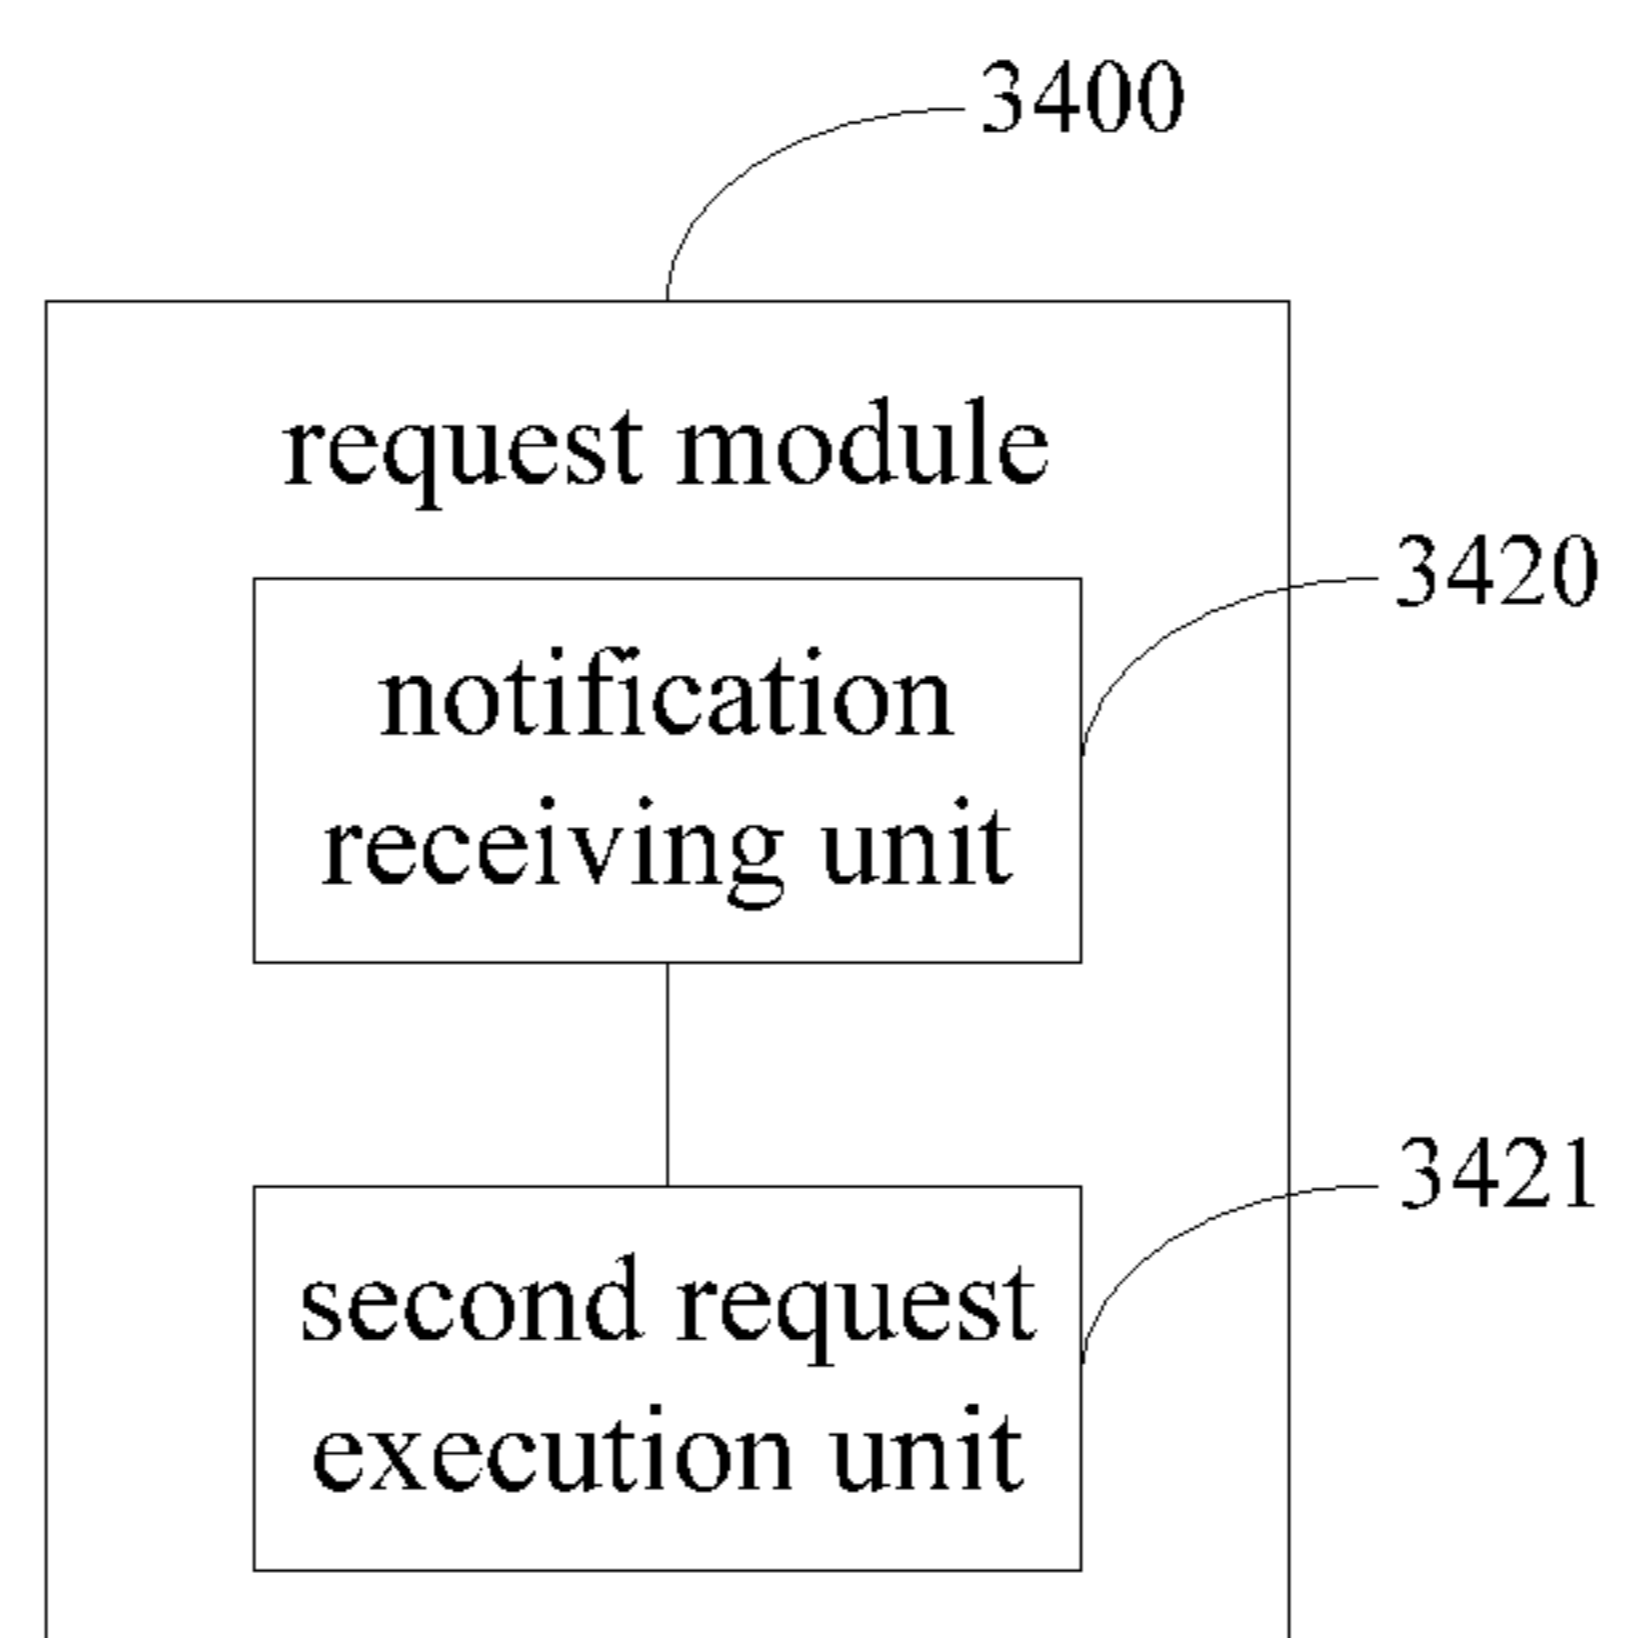 3400
request module
3420
notification
receiving unit
3421
second request
execution unit